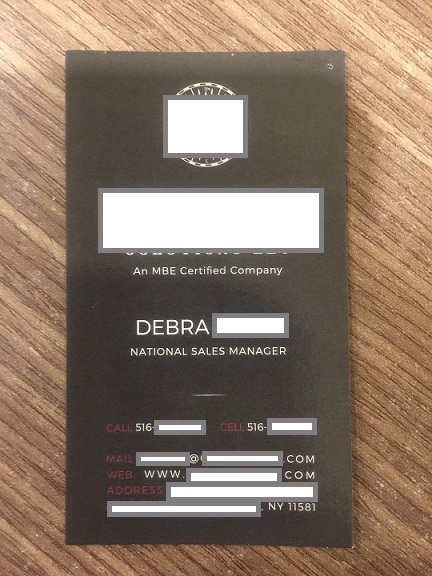 An MBE Certified Company
DEBRA
NATIONAL SALES MANAGER
CALL 516- CELL 516-
MAIL @ .COM
WEB WWW. COM
ADDRESS
, NY 11581